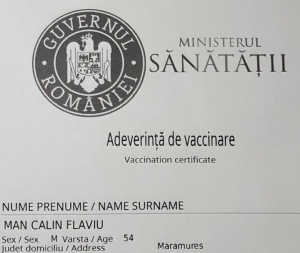 GUVERNUL ROMÂNIEI
MINISTERUL
SĂNĂTĂȚII
Adeverință de vaccinare
Vaccination certificate
NUME PRENUME / NAME SURNAME
MAN CALIN FLAVIU
Sex / Sex M Varsta / Age 54
Judet domiciliu / Address Maramures